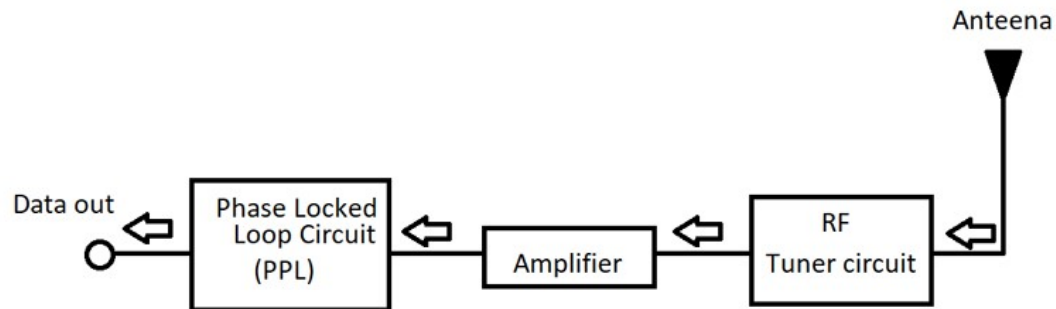 Anteena
Data out
Phase Locked
Loop Circuit
(PPL)
Amplifier
RF
Tuner circuit